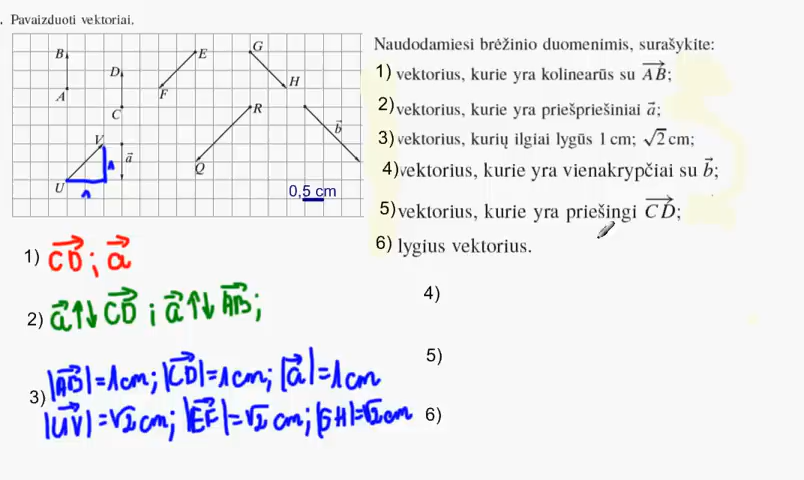 . Pavaizduoti vektoriai.
B
E
G
D
H
A
F
C
R
V
b
a
1
U
Q
1
0,5 cm
Naudodamiesi brėžinio duomenimis, surašykite:
1) vektorius, kurie yra kolinearūs su AB;
2) vektorius, kurie yra priešpriešiniai a;
3) vektorius, kurių ilgiai lygūs 1 cm; √2 cm;
4) vektorius, kurie yra vienakrypčiai su b;
5) vektorius, kurie yra priešingi CD;
6) lygius vektorius.
1) CD; a
2) a↑↓CD ; a↑↓AB;
3) |AB|=1cm; |CD|=1cm; |a|=1cm
|UV|=√2 cm; |EF|=√2 cm; |GH|=√2 cm
4)
5)
6)